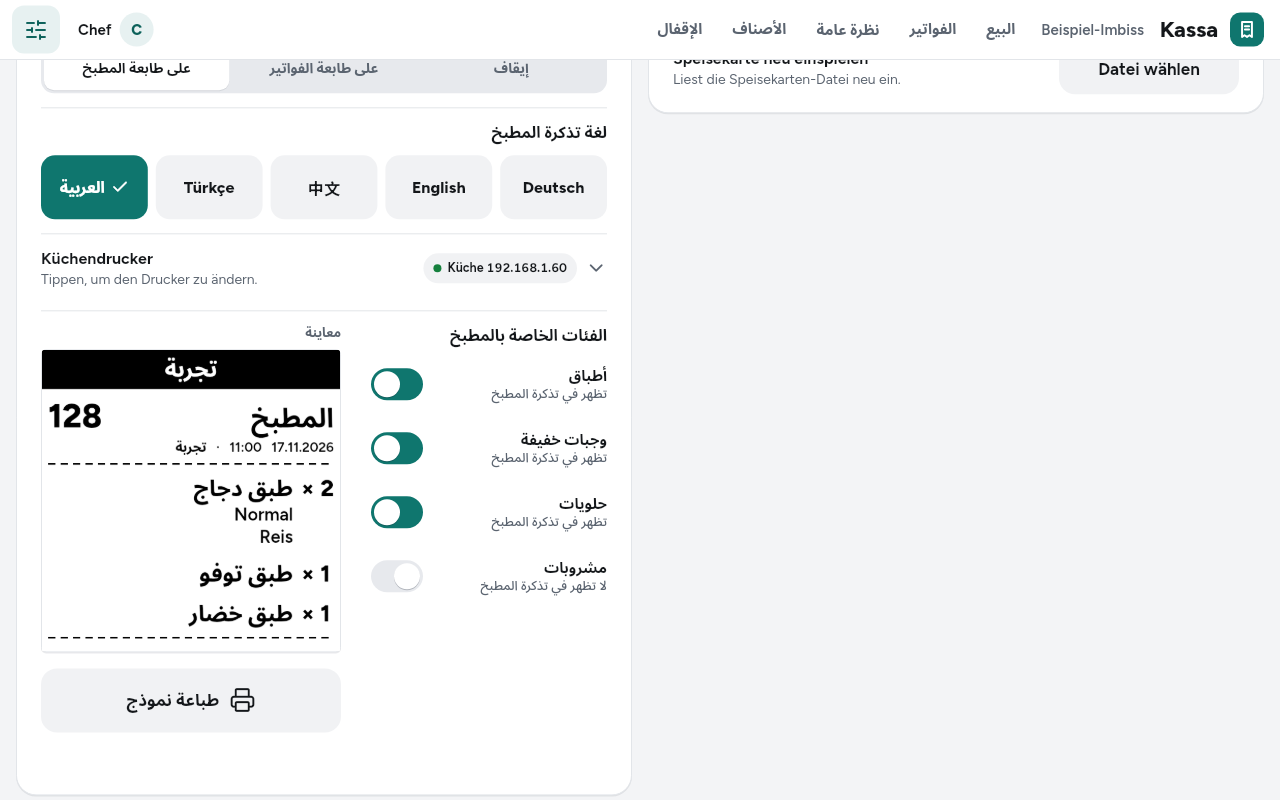 Kassa
Beispiel-Imbiss
البيع
الفواتير
نظرة عامة
الأصناف
الإقفال
Chef
C
Speisekarte neu einspielen
Liest die Speisekarten-Datei neu ein.
Datei wählen
إيقاف
على طابعة الفواتير
على طابعة المطبخ
لغة تذكرة المطبخ
Deutsch
English
中文
Türkçe
العربية
Küchendrucker
Tippen, um den Drucker zu ändern.
Küche 192.168.1.60
الفئات الخاصة بالمطبخ
أطباق
تظهر في تذكرة المطبخ
وجبات خفيفة
تظهر في تذكرة المطبخ
حلويات
تظهر في تذكرة المطبخ
مشروبات
لا تظهر في تذكرة المطبخ
معاينة
تجربة
المطبخ 128
17.11.2026 11:00 · تجربة
2 × طبق دجاج
Normal
Reis
1 × طبق توفو
1 × طبق خضار
طباعة نموذج